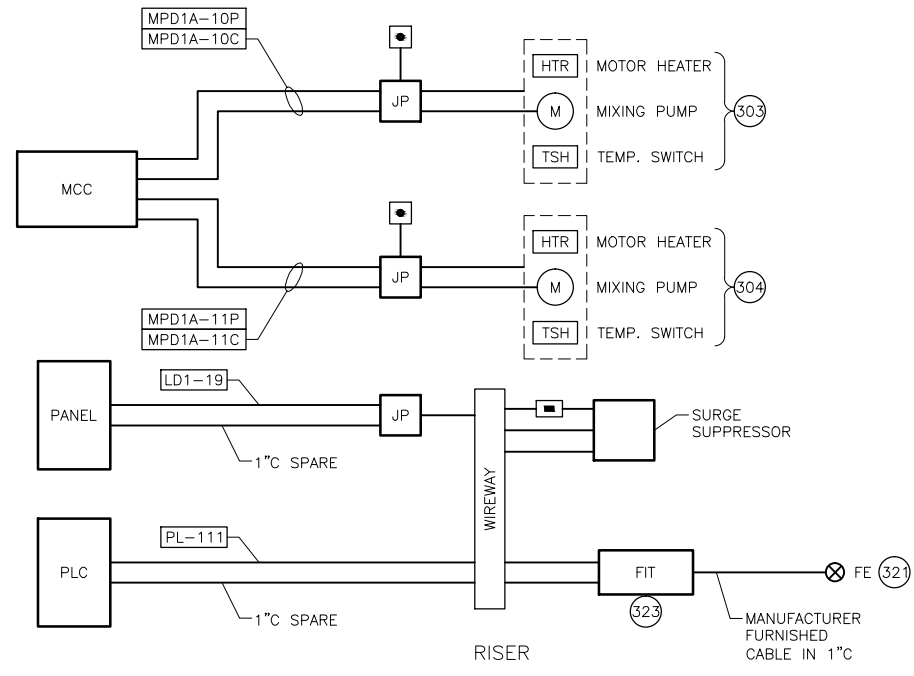 MPD1A-10P
MPD1A-10C
JP
HTR MOTOR HEATER
M MIXING PUMP
TSH TEMP. SWITCH
303
MCC
JP
HTR MOTOR HEATER
M MIXING PUMP
TSH TEMP. SWITCH
304
MPD1A-11P
MPD1A-11C
PANEL
LD1-19
1"C SPARE
JP
WIREWAY
SURGE
SUPPRESSOR
PLC
PL-111
1"C SPARE
FIT
323
FE 321
MANUFACTURER
FURNISHED
CABLE IN 1"C
RISER